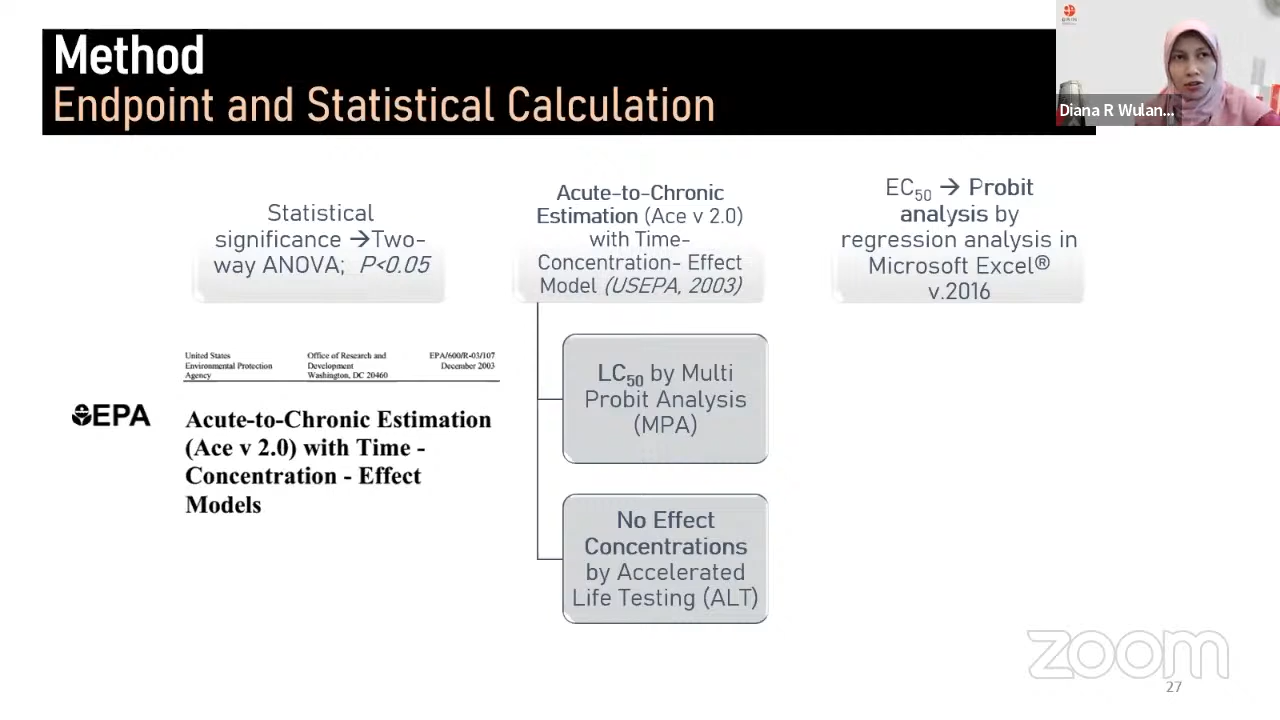 Method
Endpoint and Statistical Calculation
Diana R Wulan...
Statistical
significance →Two-
way ANOVA; P<0.05
Acute-to-Chronic
Estimation (Ace v 2.0)
with Time-
Concentration- Effect
Model (USEPA, 2003)
EC50 → Probit
analysis by
regression analysis in
Microsoft Excel®
v.2016
United States
Environmental Protection
Agency
Office of Research and
Development
Washington, DC 20460
EPA/600/R-03/107
December 2003
EPA
Acute-to-Chronic Estimation
(Ace v 2.0) with Time -
Concentration - Effect
Models
LC50 by Multi
Probit Analysis
(MPA)
No Effect
Concentrations
by Accelerated
Life Testing (ALT)
zoom
27